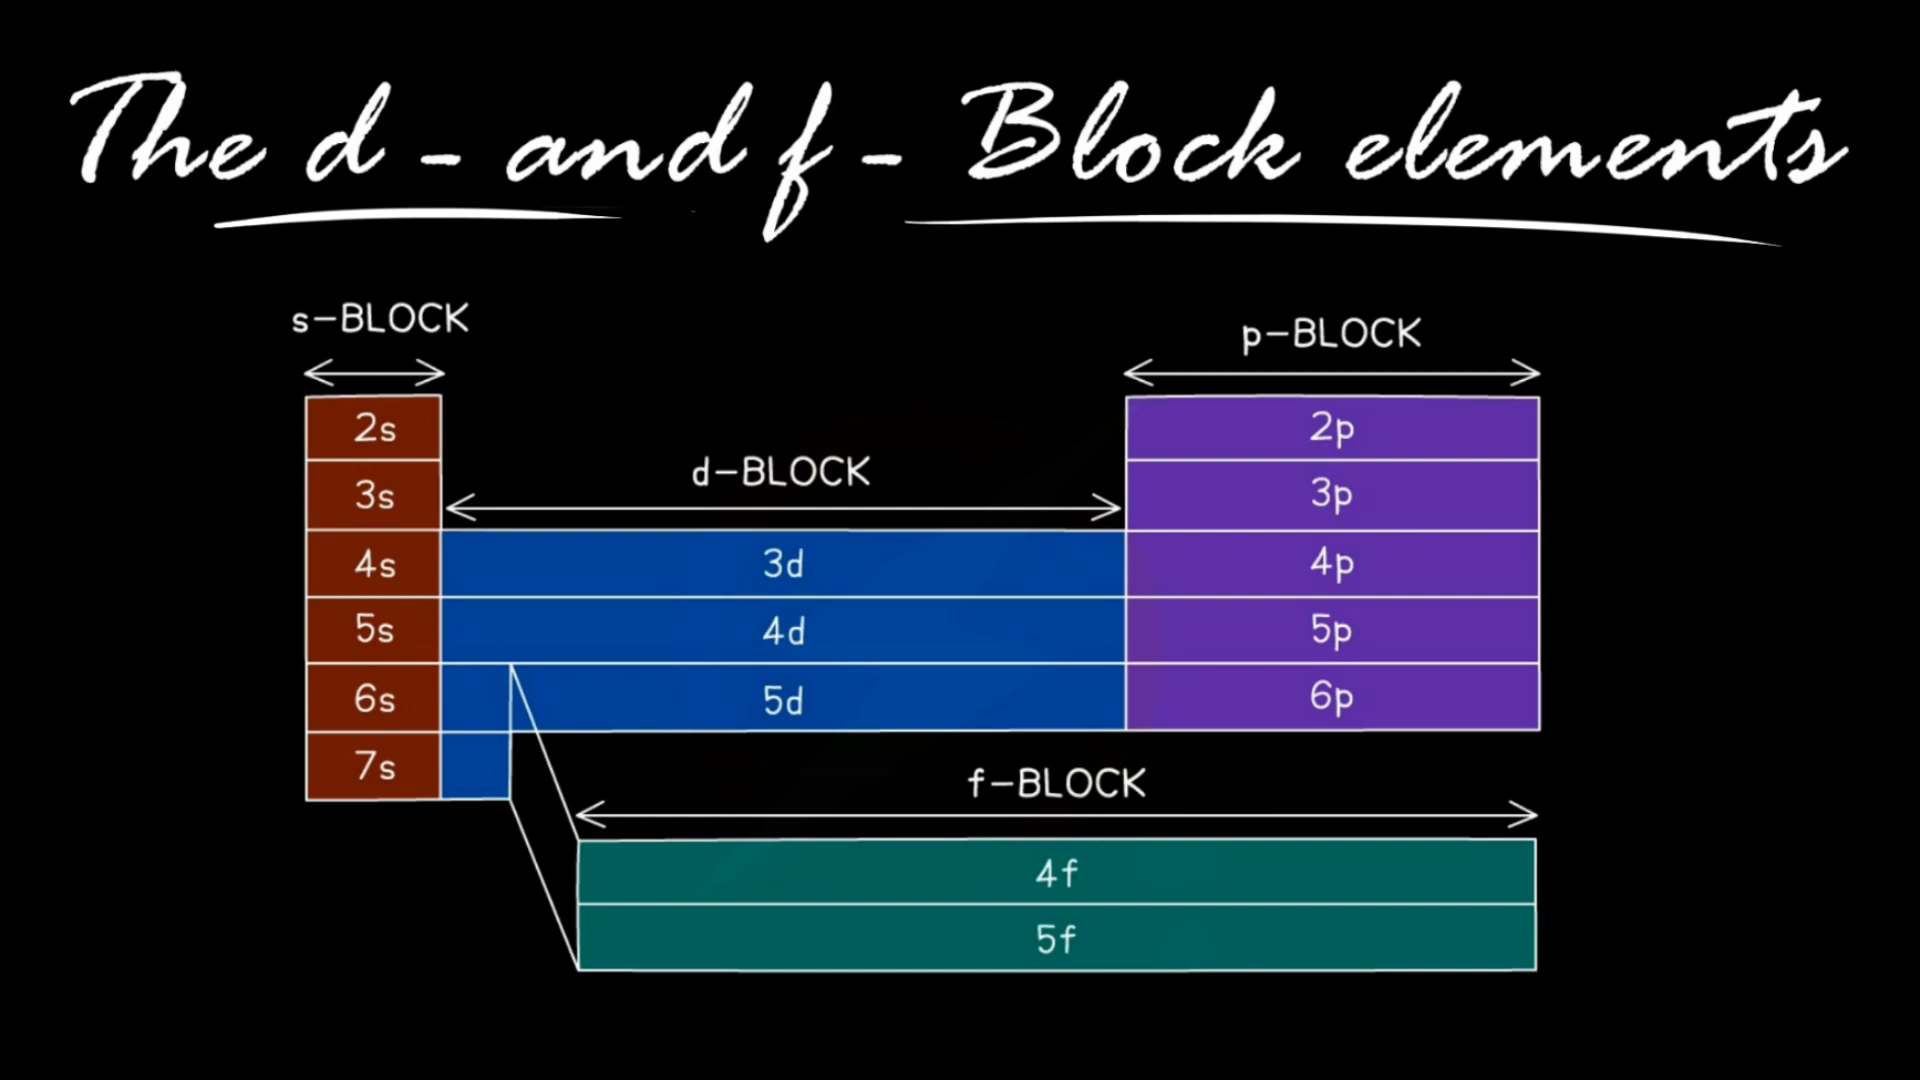 The d - and f - Block elements
s-BLOCK
p-BLOCK
2s
2p
d-BLOCK
3s
3p
4s
3d
4p
5s
4d
5p
6s
5d
6p
7s
f-BLOCK
4f
5f